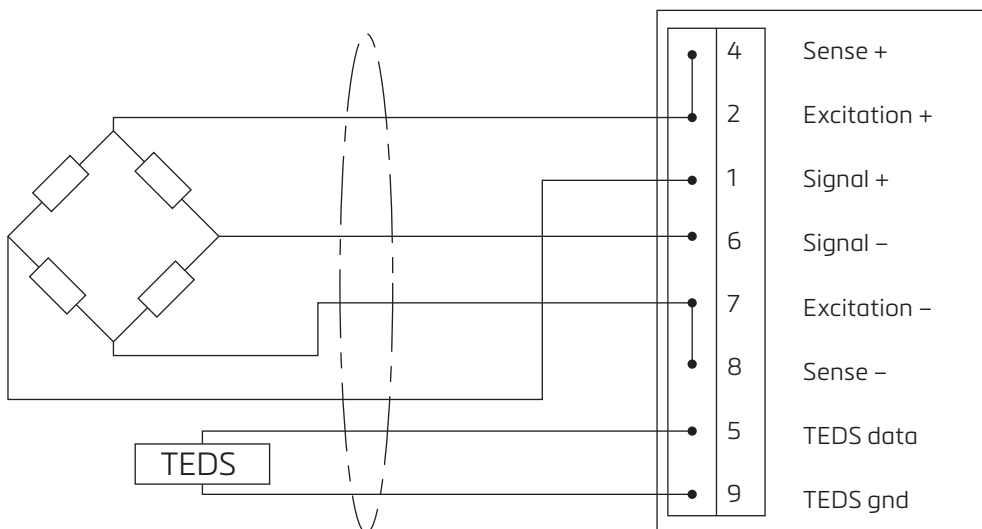 4 Sense +
2 Excitation +
1 Signal +
6 Signal –
7 Excitation –
8 Sense –
5 TEDS data
TEDS
9 TEDS gnd